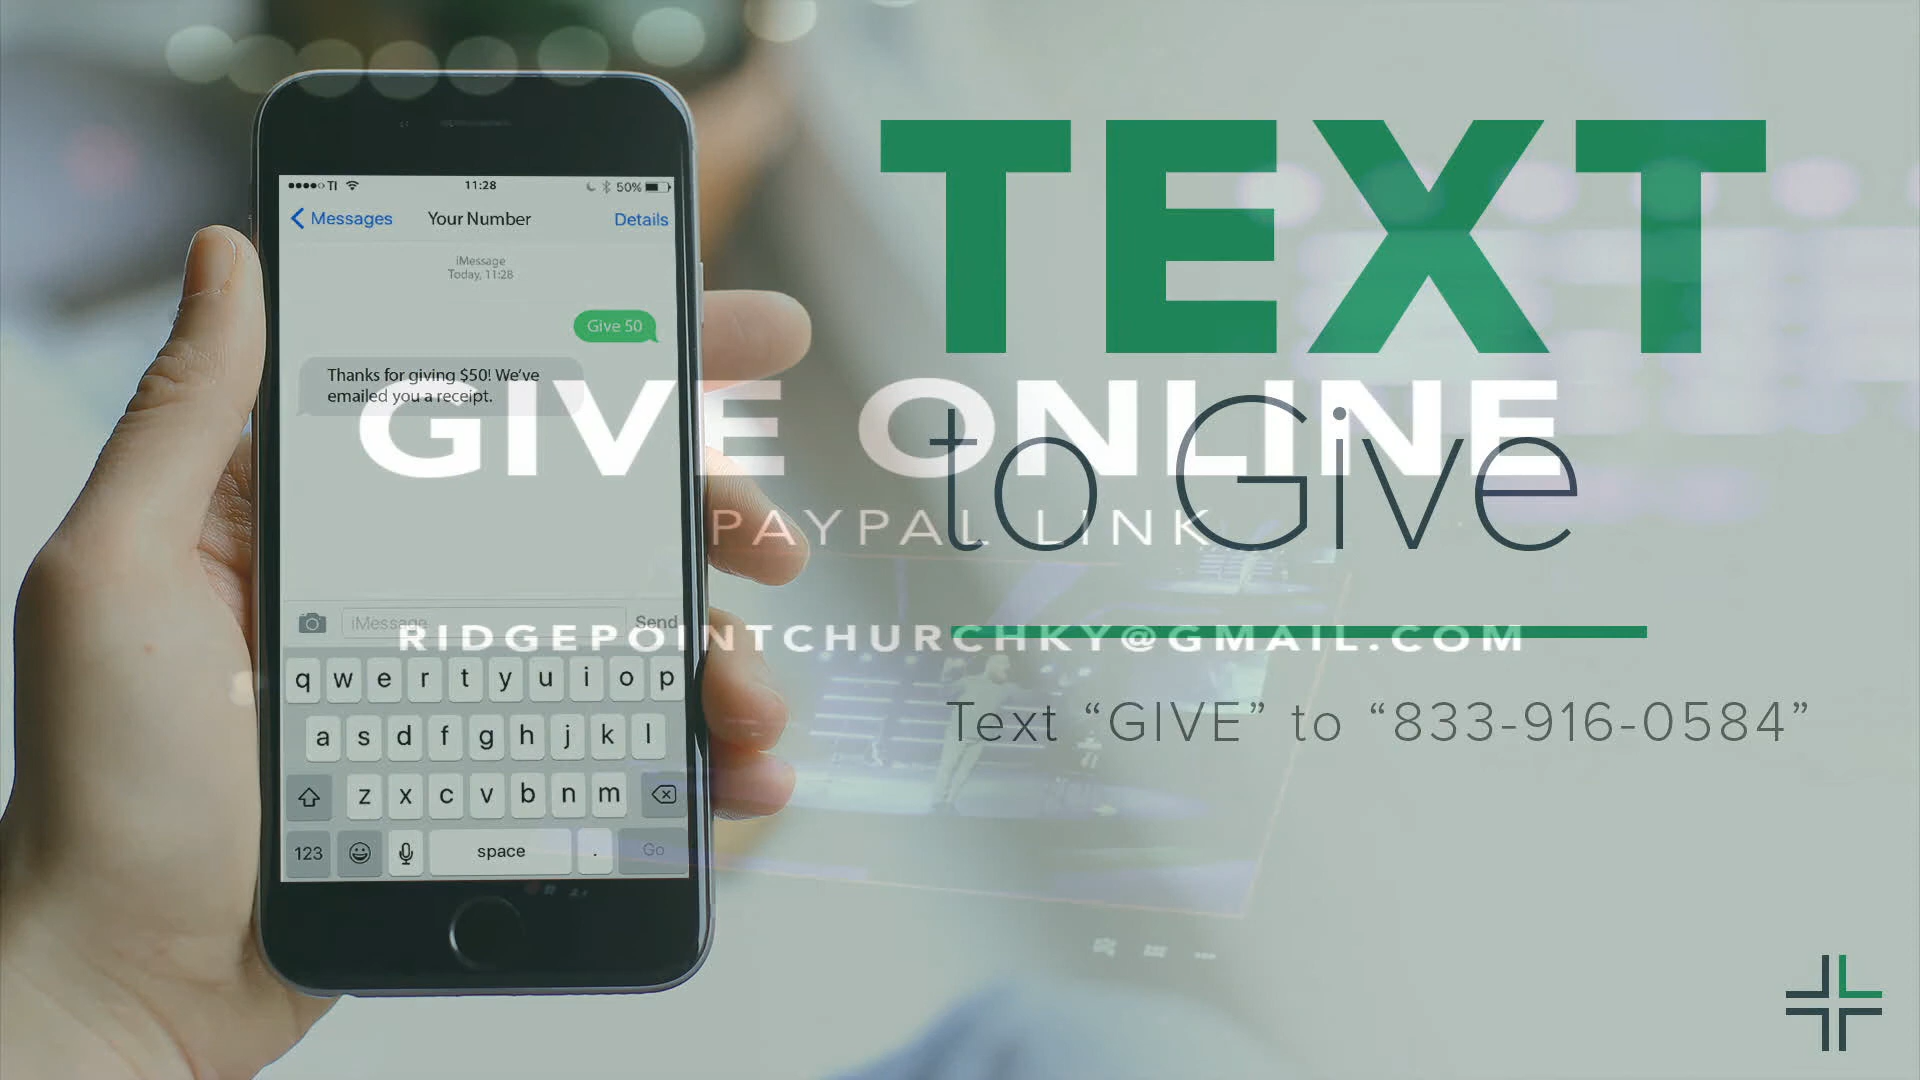 TEXT
to Give
Text “GIVE” to “833-916-0584”
GIVE ONLINE
PAYPAL LINK
RIDGEPOINTCHURCHKY@GMAIL.COM
TI 11:28 50%
Messages Your Number Details
iMessage
Today, 11:28
Give 50
Thanks for giving $50! We’ve
emailed you a receipt.
iMessage Send
q w e r t y u i o p
a s d f g h j k l
z x c v b n m
123 space . Go